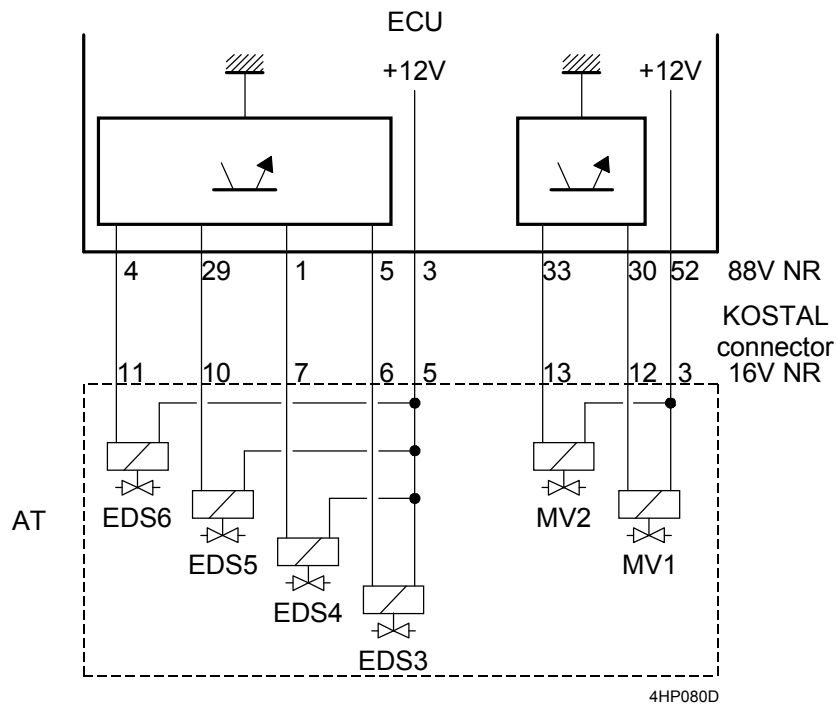 ECU
+12V +12V
4 29 1 5 3 33 30 52 88V NR
KOSTAL
connector
11 10 7 6 5 13 12 3 16V NR
AT
EDS6 MV2
EDS5 MV1
EDS4
EDS3
4HP080D